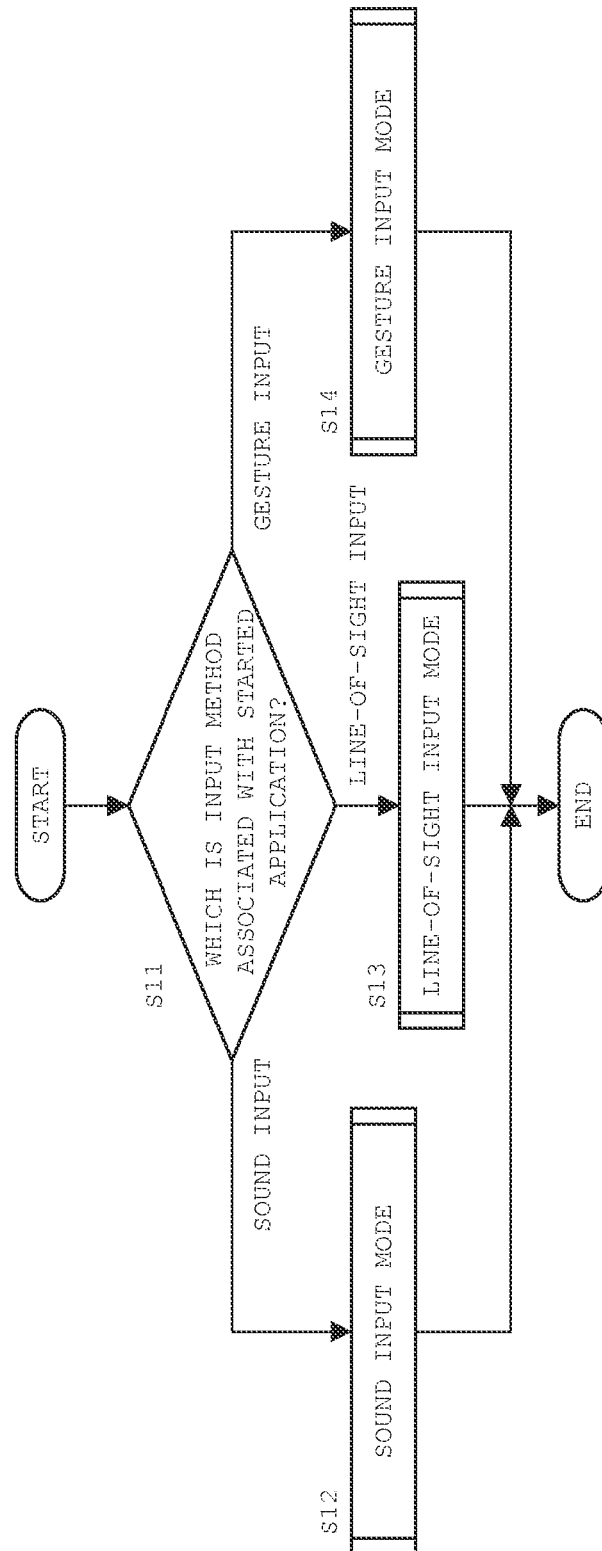 START
S11
WHICH IS INPUT METHOD
ASSOCIATED WITH STARTED
APPLICATION?
SOUND INPUT
GESTURE INPUT
LINE-OF-SIGHT INPUT
S12
SOUND INPUT MODE
S13
LINE-OF-SIGHT INPUT MODE
S14
GESTURE INPUT MODE
END